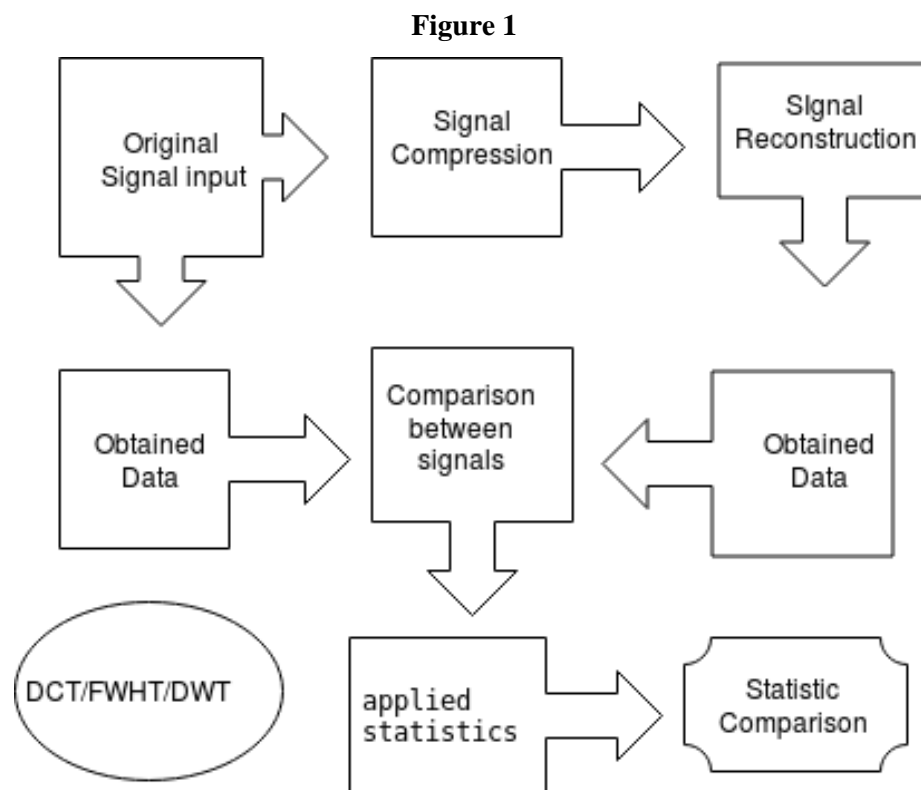 Figure 1
Original
Signal input
Signal
Compression
SIgnal
Reconstruction
Obtained
Data
Comparison
between
signals
Obtained
Data
DCT/FWHT/DWT
applied
statistics
Statistic
Comparison